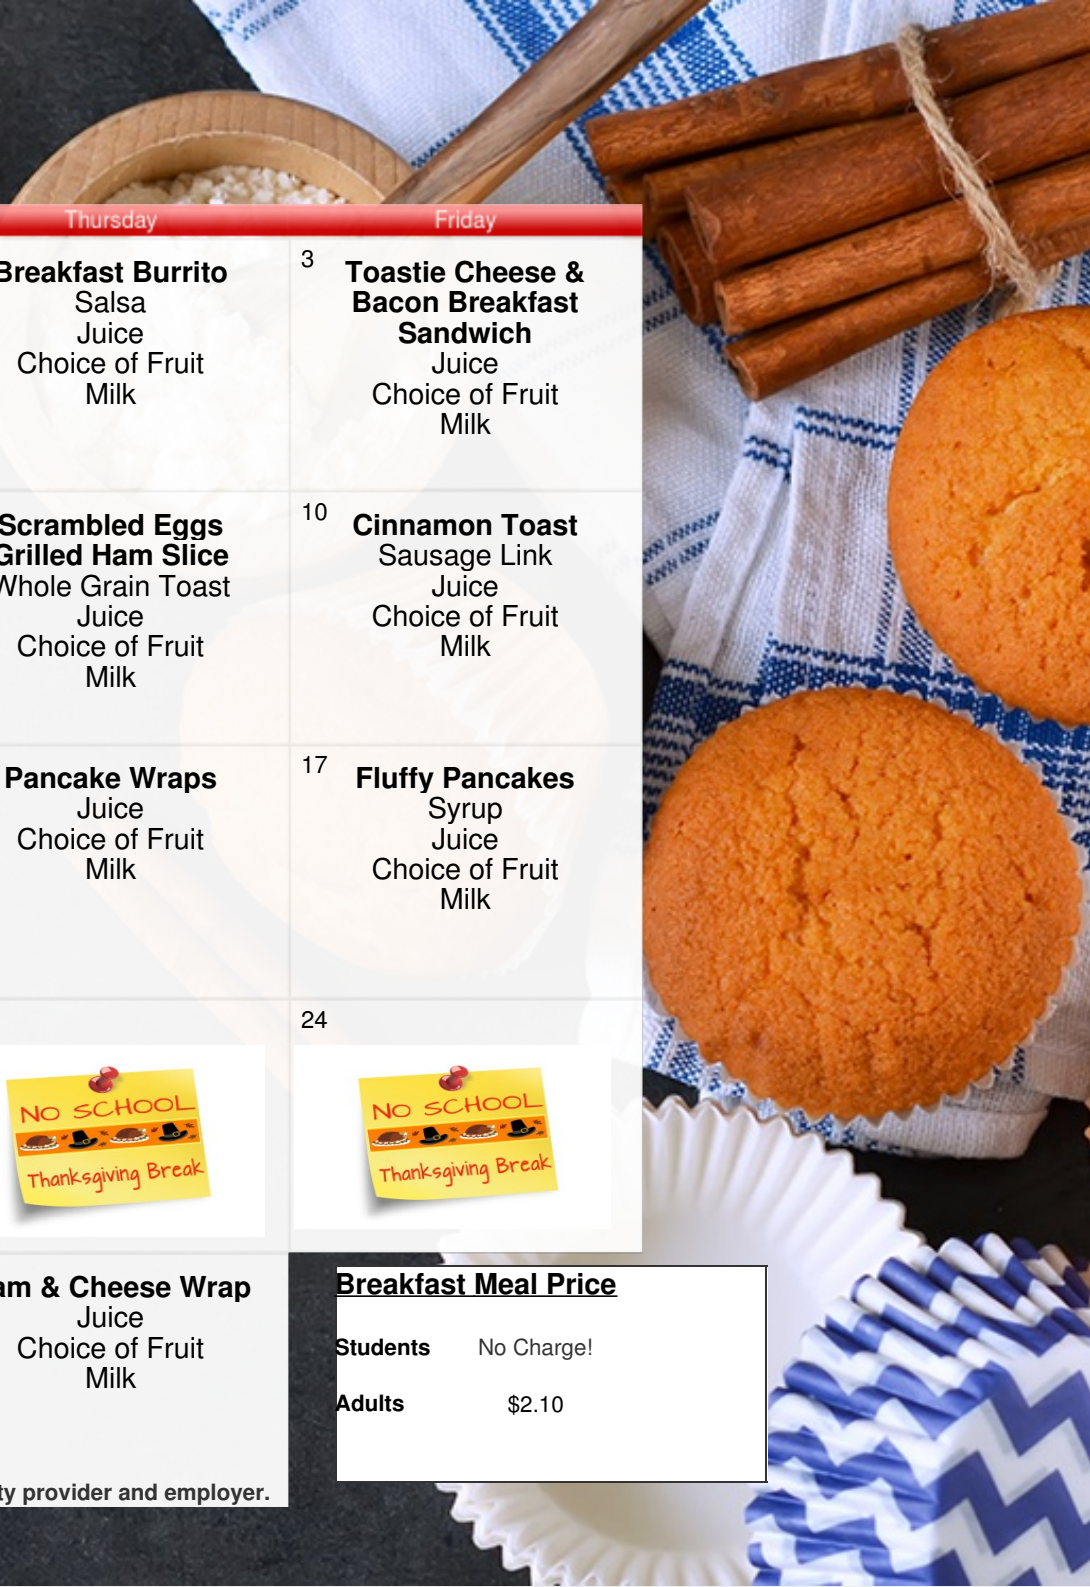 Thursday
Friday
Breakfast Burrito
Salsa
Juice
Choice of Fruit
Milk
3
Toastie Cheese &
Bacon Breakfast
Sandwich
Juice
Choice of Fruit
Milk
Scrambled Eggs
Grilled Ham Slice
Whole Grain Toast
Juice
Choice of Fruit
Milk
10
Cinnamon Toast
Sausage Link
Juice
Choice of Fruit
Milk
Pancake Wraps
Juice
Choice of Fruit
Milk
17
Fluffy Pancakes
Syrup
Juice
Choice of Fruit
Milk
NO SCHOOL
Thanksgiving Break
24
NO SCHOOL
Thanksgiving Break
am & Cheese Wrap
Juice
Choice of Fruit
Milk
ty provider and employer.
Breakfast Meal Price
Students No Charge!
Adults $2.10